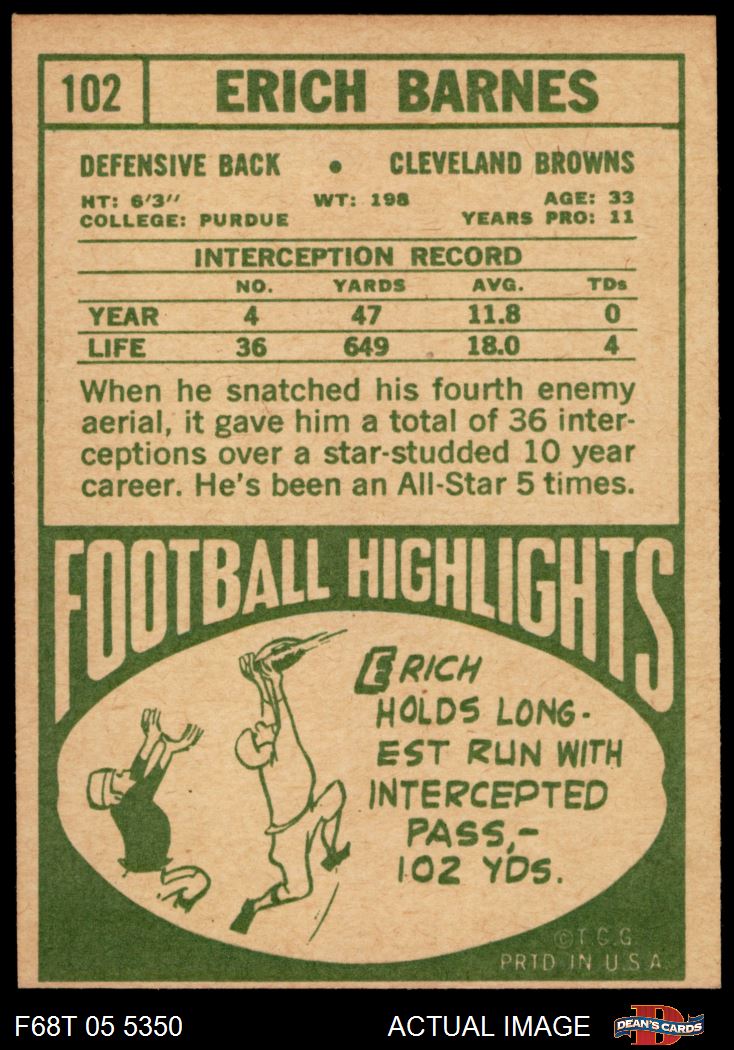 102 ERICH BARNES
DEFENSIVE BACK • CLEVELAND BROWNS
HT: 6'3" WT: 198 AGE: 33
COLLEGE: PURDUE YEARS PRO: 11
INTERCEPTION RECORD
NO. YARDS AVG. TDs
YEAR 4 47 11.8 0
LIFE 36 649 18.0 4
When he snatched his fourth enemy
aerial, it gave him a total of 36 inter-
ceptions over a star-studded 10 year
career. He's been an All-Star 5 times.
FOOTBALL HIGHLIGHTS
ERICH
HOLDS LONG-
EST RUN WITH
INTERCEPTED
PASS,-
102 YDS.
©T.C.G.
PRTD IN U.S.A.
F68T 05 5350 ACTUAL IMAGE D DEAN'S CARDS